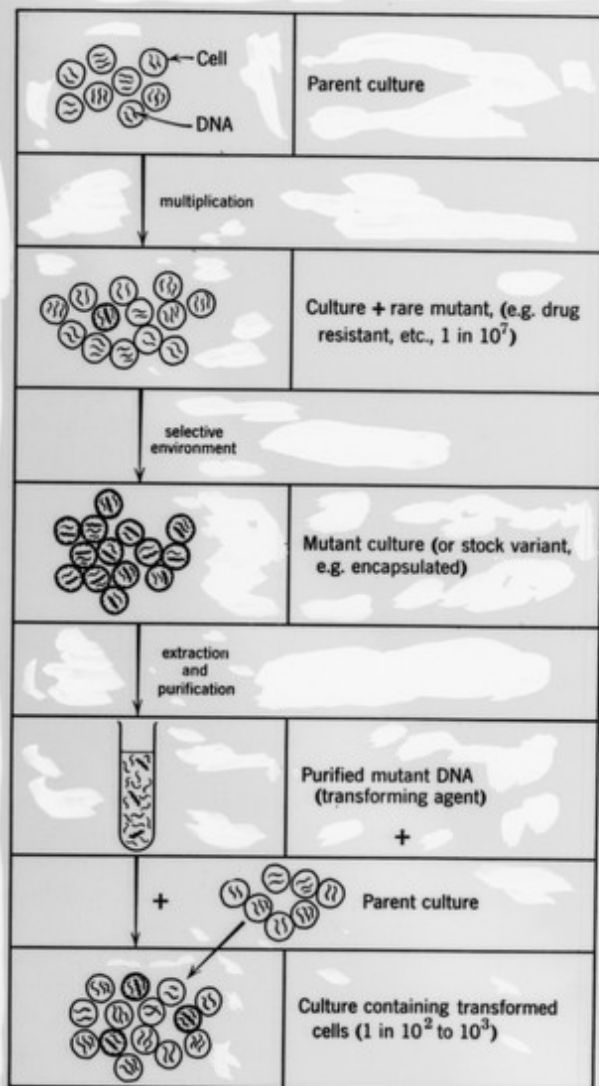 Cell
DNA
Parent culture
multiplication
Culture + rare mutant, (e.g. drug
resistant, etc., 1 in 10⁷)
selective
environment
Mutant culture (or stock variant,
e.g. encapsulated)
extraction
and
purification
Purified mutant DNA
(transforming agent)
+
+
Parent culture
Culture containing transformed
cells (1 in 10² to 10³)